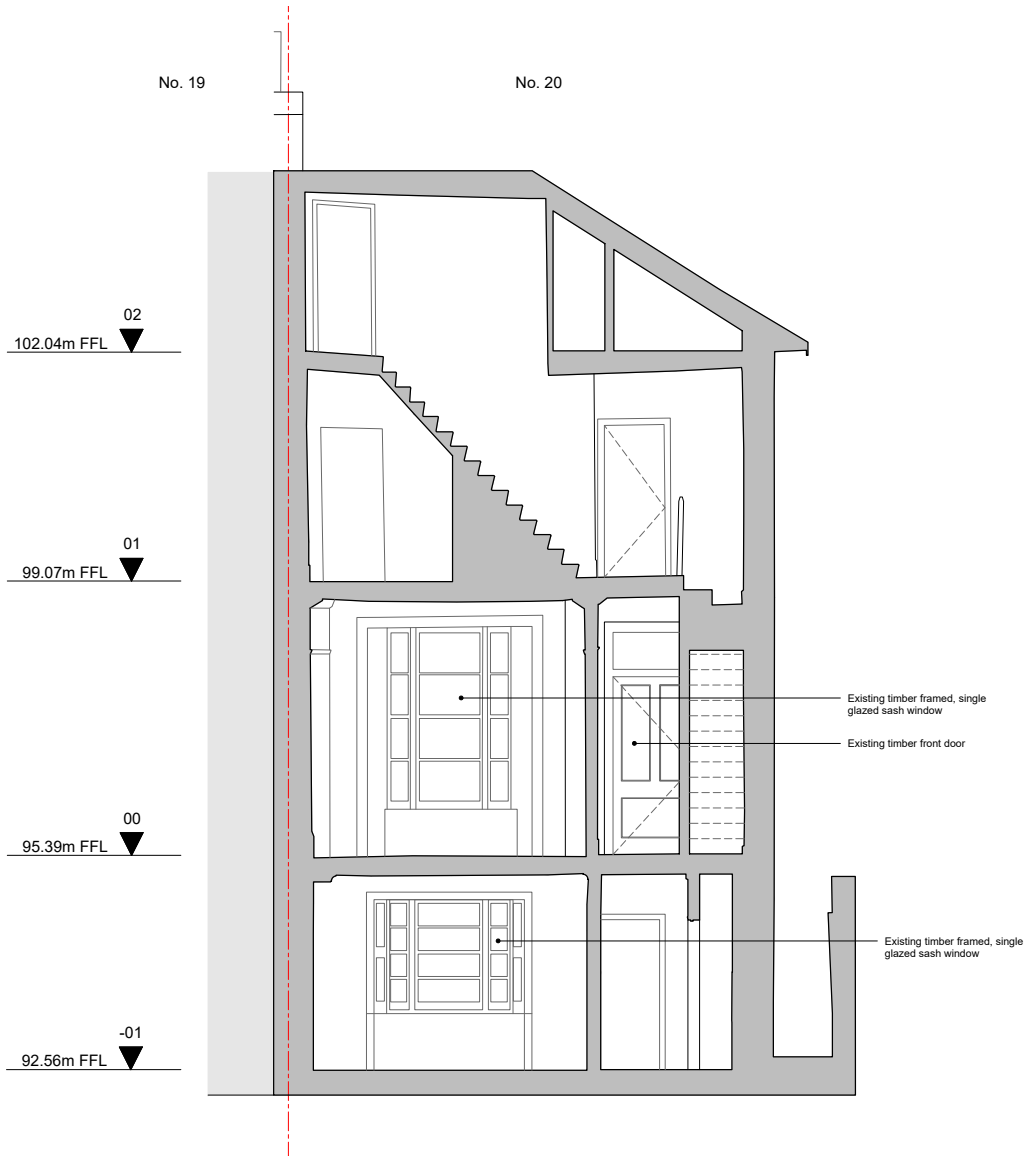 No. 19
No. 20
02
102.04m FFL
01
99.07m FFL
Existing timber framed, single
glazed sash window
Existing timber front door
00
95.39m FFL
Existing timber framed, single
glazed sash window
-01
92.56m FFL